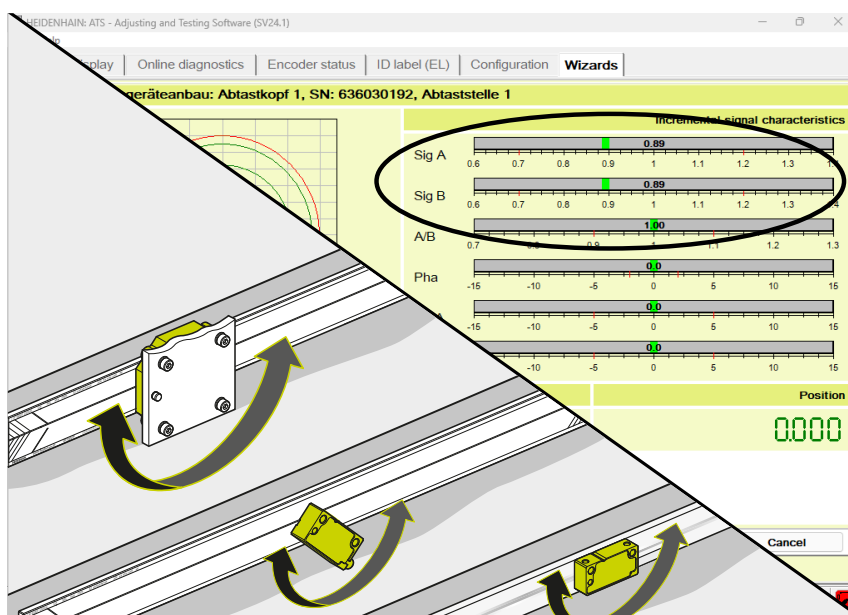 HEIDENHAIN: ATS - Adjusting and Testing Software (SV24.1)
Online diagnostics Encoder status ID label (EL) Configuration Wizards
geräteanbau: Abtastkopf 1, SN: 636030192, Abtaststelle 1
Incremental signal characteristics
0.89
Sig A
0.6 0.7 0.8 0.9 1 1.1 1.2 1.3
0.89
Sig B
0.6 0.7 0.8 0.9 1 1.1 1.2 1.3
1.00
A/B
0.7 1 1.2 1.3
0.0
Pha
-15 -10 -5 0 5 10 15
0.0
-15 -10 -5 0 5 10 15
0.0
-10 -5 0 5 10 15
Position
0.000
Cancel